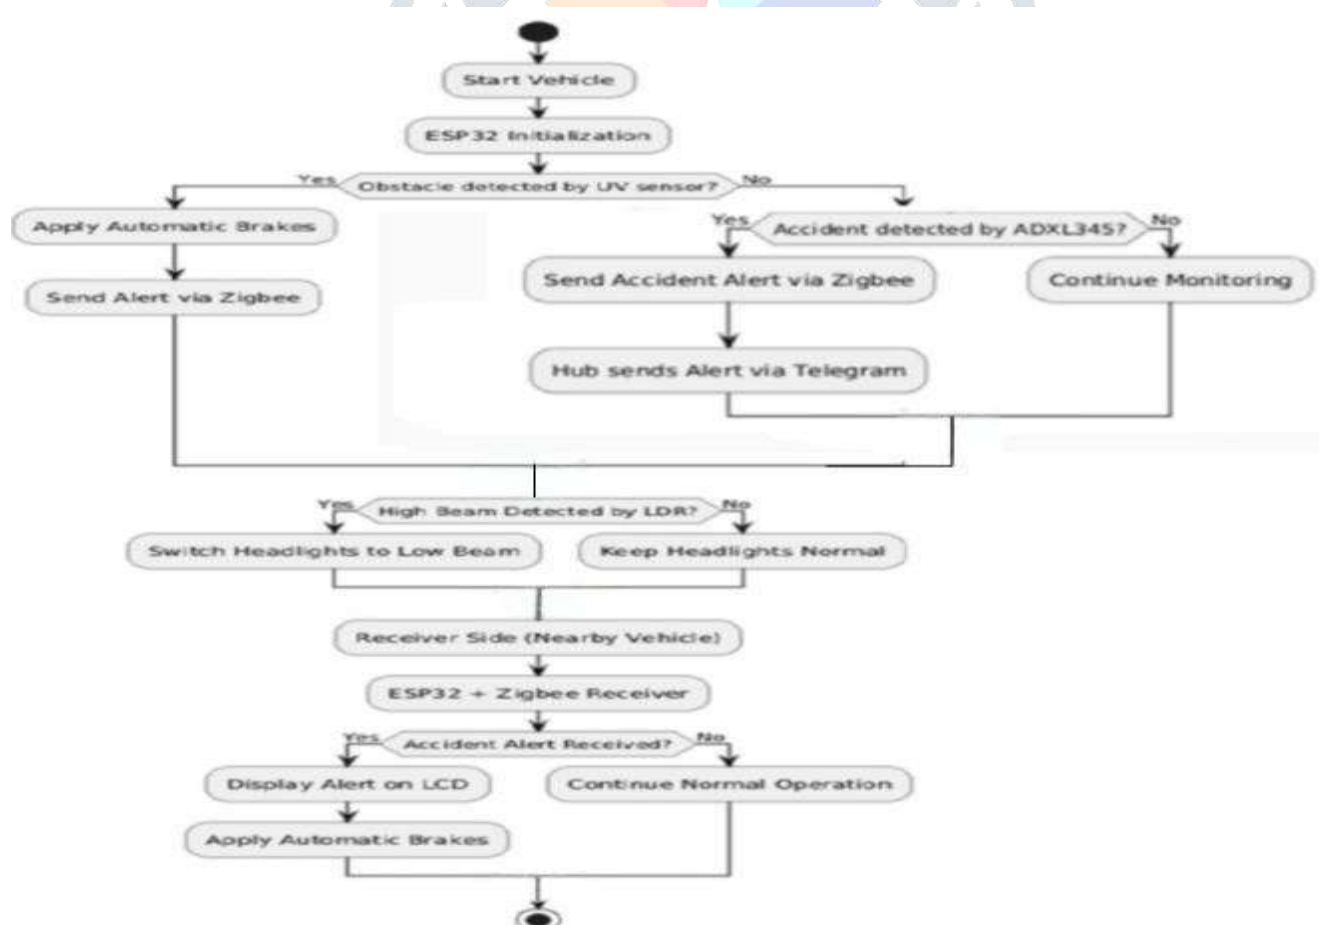 Start Vehicle
ESP32 Initialization
Yes
Obstacle detected by UV sensor?
No
Apply Automatic Brakes
Send Alert via Zigbee
Yes
Accident detected by ADXL345?
No
Send Accident Alert via Zigbee
Continue Monitoring
Hub sends Alert via Telegram
Yes
High Beam Detected by LDR?
No
Switch Headlights to Low Beam
Keep Headlights Normal
Receiver Side (Nearby Vehicle)
ESP32 + Zigbee Receiver
Yes
Accident Alert Received?
No
Display Alert on LCD
Continue Normal Operation
Apply Automatic Brakes